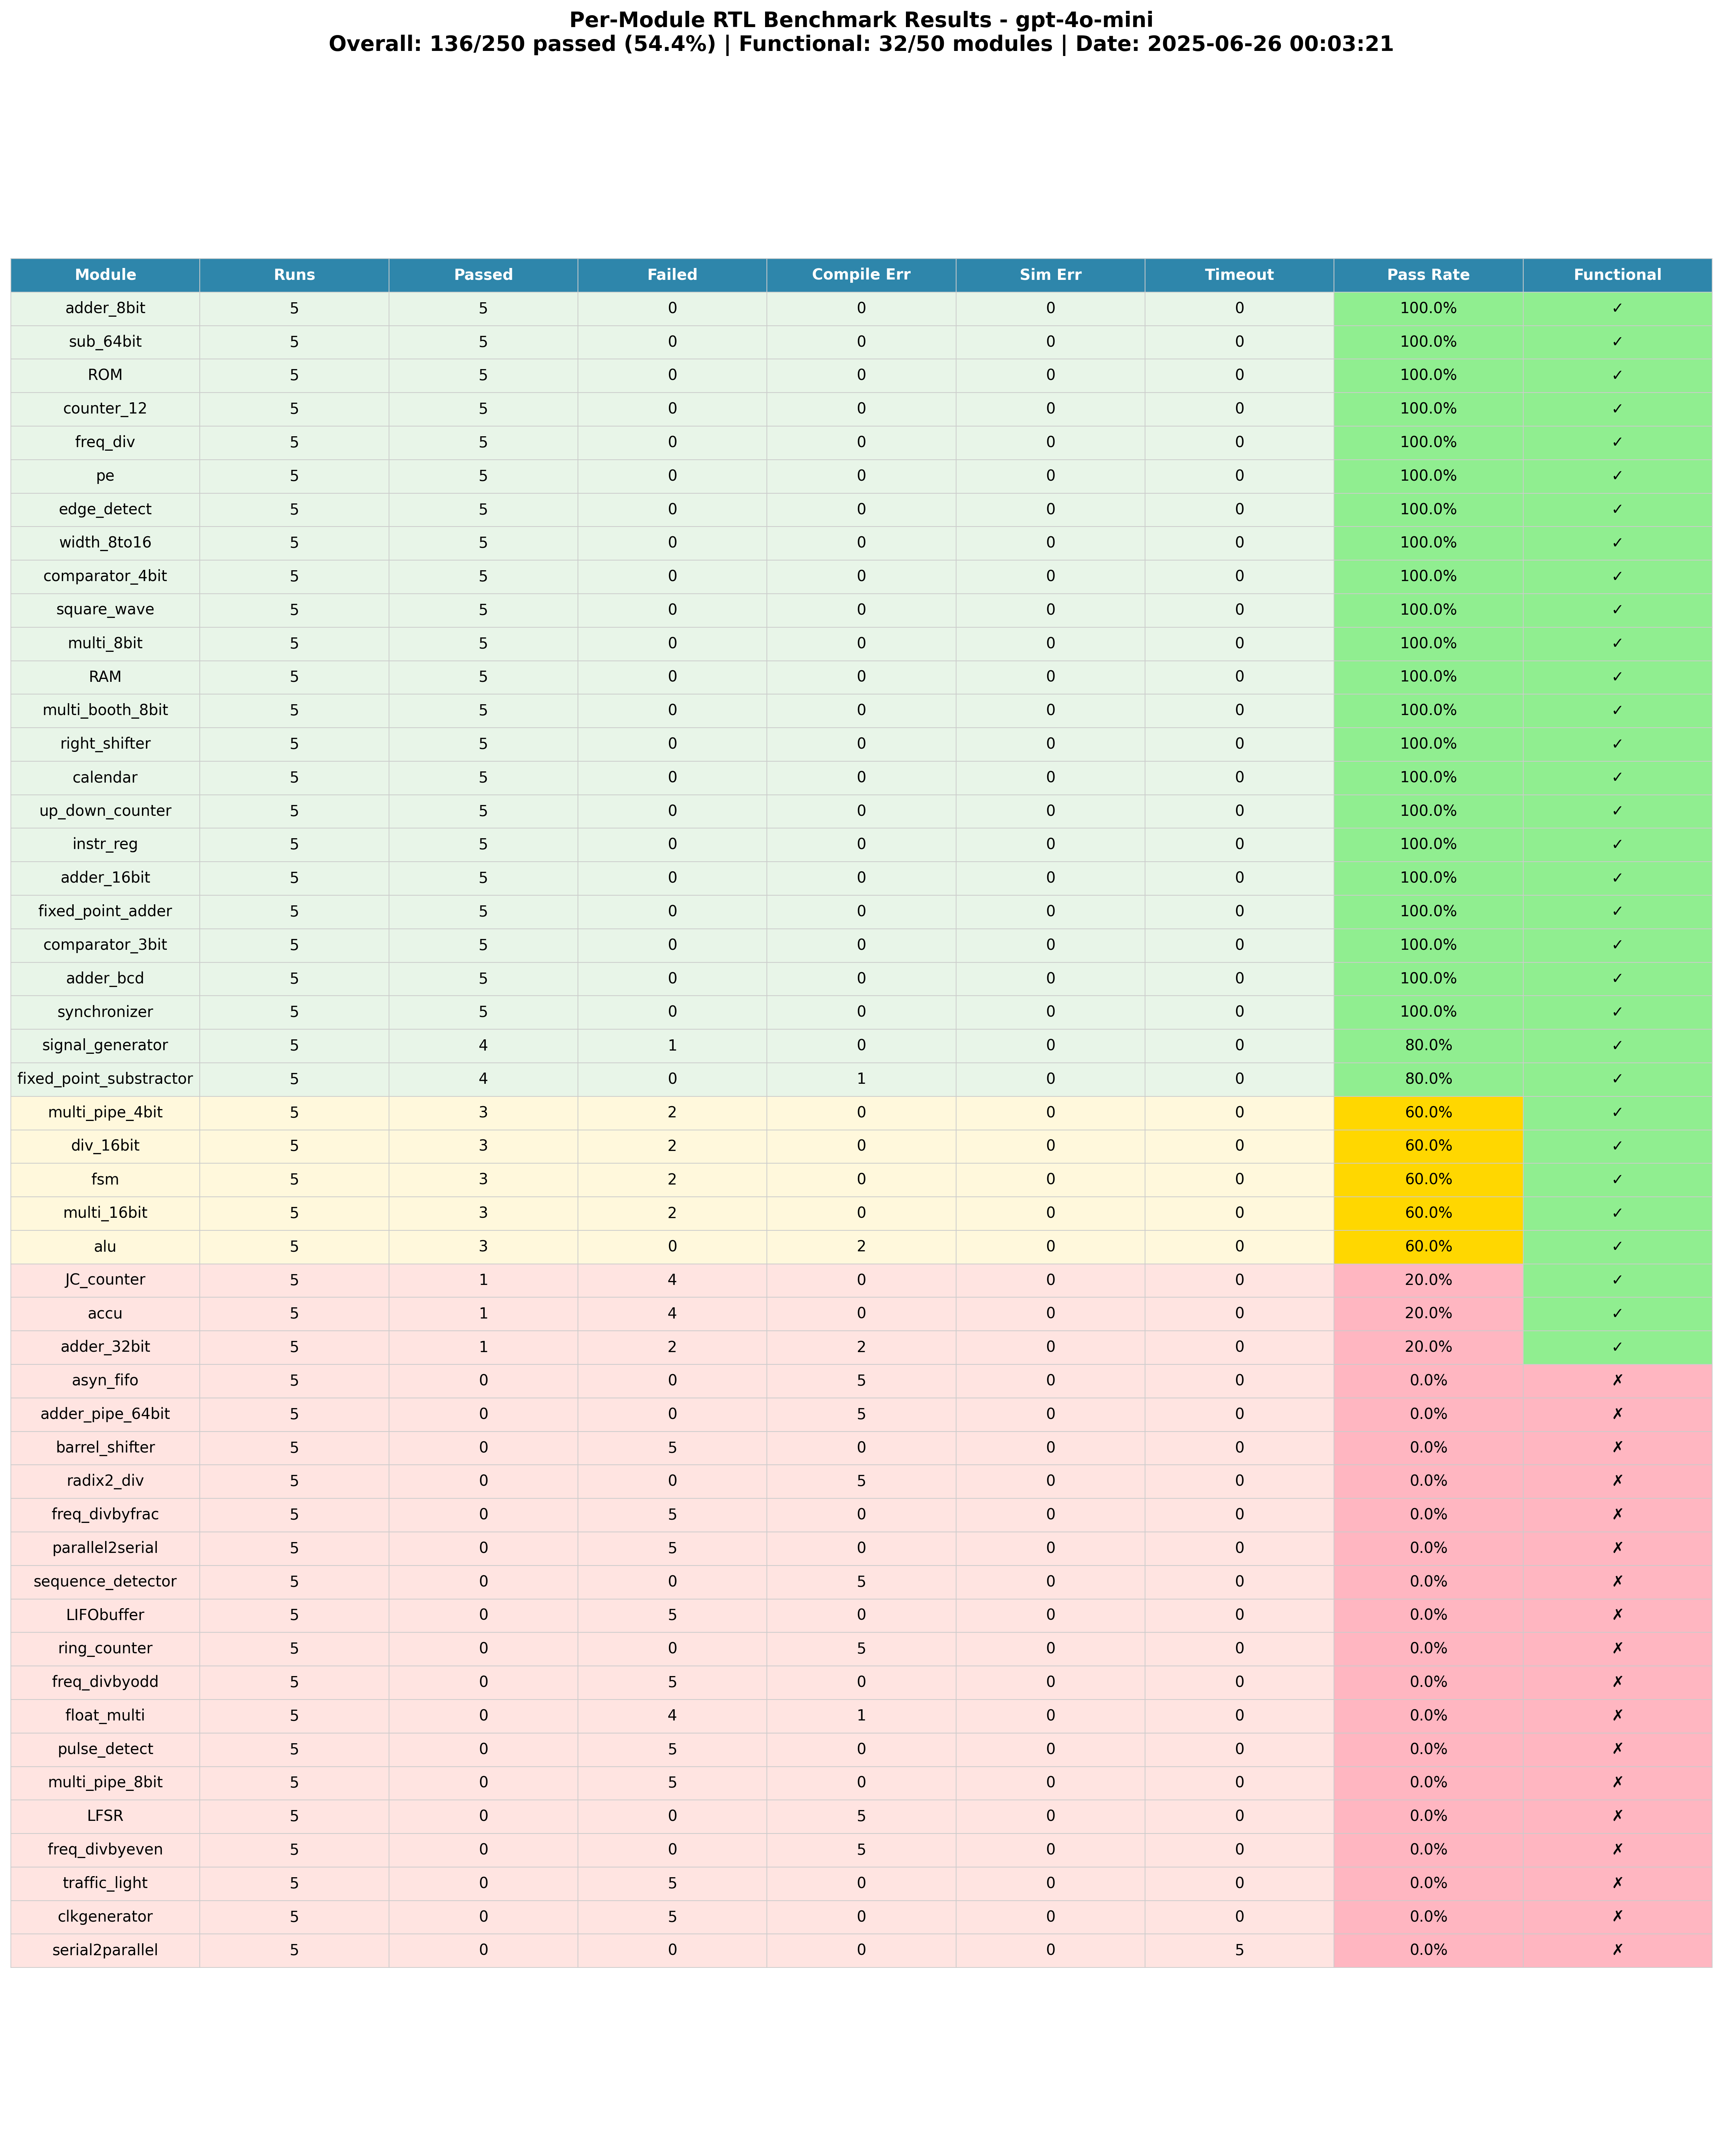 Per-Module RTL Benchmark Results - gpt-4o-mini
Overall: 136/250 passed (54.4%) | Functional: 32/50 modules | Date: 2025-06-26 00:03:21
Module Runs Passed Failed Compile Err Sim Err Timeout Pass Rate Functional
adder_8bit 5 5 0 0 0 0 100.0% ✓
sub_64bit 5 5 0 0 0 0 100.0% ✓
ROM 5 5 0 0 0 0 100.0% ✓
counter_12 5 5 0 0 0 0 100.0% ✓
freq_div 5 5 0 0 0 0 100.0% ✓
pe 5 5 0 0 0 0 100.0% ✓
edge_detect 5 5 0 0 0 0 100.0% ✓
width_8to16 5 5 0 0 0 0 100.0% ✓
comparator_4bit 5 5 0 0 0 0 100.0% ✓
square_wave 5 5 0 0 0 0 100.0% ✓
multi_8bit 5 5 0 0 0 0 100.0% ✓
RAM 5 5 0 0 0 0 100.0% ✓
multi_booth_8bit 5 5 0 0 0 0 100.0% ✓
right_shifter 5 5 0 0 0 0 100.0% ✓
calendar 5 5 0 0 0 0 100.0% ✓
up_down_counter 5 5 0 0 0 0 100.0% ✓
instr_reg 5 5 0 0 0 0 100.0% ✓
adder_16bit 5 5 0 0 0 0 100.0% ✓
fixed_point_adder 5 5 0 0 0 0 100.0% ✓
comparator_3bit 5 5 0 0 0 0 100.0% ✓
adder_bcd 5 5 0 0 0 0 100.0% ✓
synchronizer 5 5 0 0 0 0 100.0% ✓
signal_generator 5 4 1 0 0 0 80.0% ✓
fixed_point_substractor 5 4 0 1 0 0 80.0% ✓
multi_pipe_4bit 5 3 2 0 0 0 60.0% ✓
div_16bit 5 3 2 0 0 0 60.0% ✓
fsm 5 3 2 0 0 0 60.0% ✓
multi_16bit 5 3 2 0 0 0 60.0% ✓
alu 5 3 0 2 0 0 60.0% ✓
JC_counter 5 1 4 0 0 0 20.0% ✓
accu 5 1 4 0 0 0 20.0% ✓
adder_32bit 5 1 2 2 0 0 20.0% ✓
asyn_fifo 5 0 0 5 0 0 0.0% ✗
adder_pipe_64bit 5 0 0 5 0 0 0.0% ✗
barrel_shifter 5 0 5 0 0 0 0.0% ✗
radix2_div 5 0 0 5 0 0 0.0% ✗
freq_divbyfrac 5 0 5 0 0 0 0.0% ✗
parallel2serial 5 0 5 0 0 0 0.0% ✗
sequence_detector 5 0 0 5 0 0 0.0% ✗
LIFObuffer 5 0 5 0 0 0 0.0% ✗
ring_counter 5 0 0 5 0 0 0.0% ✗
freq_divbyodd 5 0 5 0 0 0 0.0% ✗
float_multi 5 0 4 1 0 0 0.0% ✗
pulse_detect 5 0 5 0 0 0 0.0% ✗
multi_pipe_8bit 5 0 5 0 0 0 0.0% ✗
LFSR 5 0 0 5 0 0 0.0% ✗
freq_divbyeven 5 0 0 5 0 0 0.0% ✗
traffic_light 5 0 5 0 0 0 0.0% ✗
clkgenerator 5 0 5 0 0 0 0.0% ✗
serial2parallel 5 0 0 0 0 5 0.0% ✗